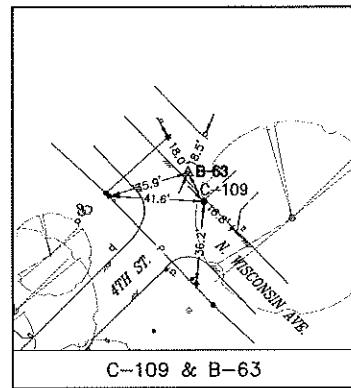 18.0'
8.5'
B-63
35.9'
C-109
41.6'
16.8'
36.2'
4TH ST.
N. WISCONSIN AVE.
C-109 & B-63